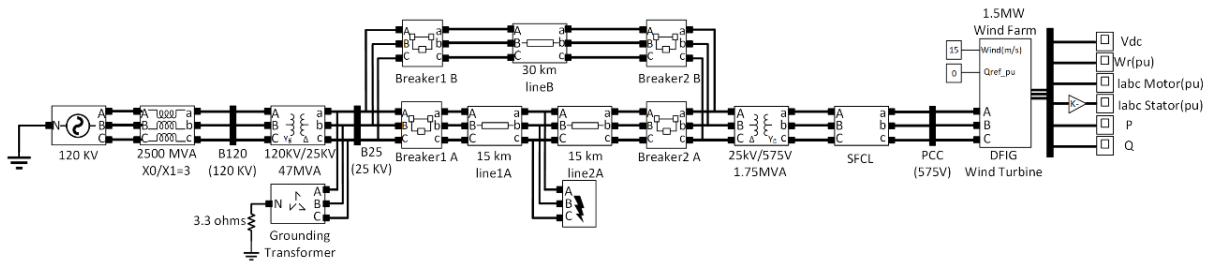 1.5MW
Wind Farm
A a
B b
C c
Breaker1 B
A a
B b
C c
30 km
lineB
A a
B b
C c
Breaker2 B
15
Wind(m/s)
0
Qref_pu
A
B
C
DFIG
Wind Turbine
Vdc
Wr(pu)
Iabc Motor(pu)
K-
Iabc Stator(pu)
P
Q
N
A
B
C
120 KV
A a
B b
C c
2500 MVA
X0/X1=3
B120
(120 KV)
A a
B b
C c
Yg Δ
120KV/25KV
47MVA
B25
(25 KV)
A a
B b
C c
Breaker1 A
A a
B b
C c
15 km
line1A
A a
B b
C c
15 km
line2A
A a
B b
C c
Breaker2 A
A a
B b
C c
Δ Yg
25kV/575V
1.75MVA
A a
B b
C c
SFCL
PCC
(575V)
N
A
B
C
3.3 ohms
Grounding
Transformer
A
B
C